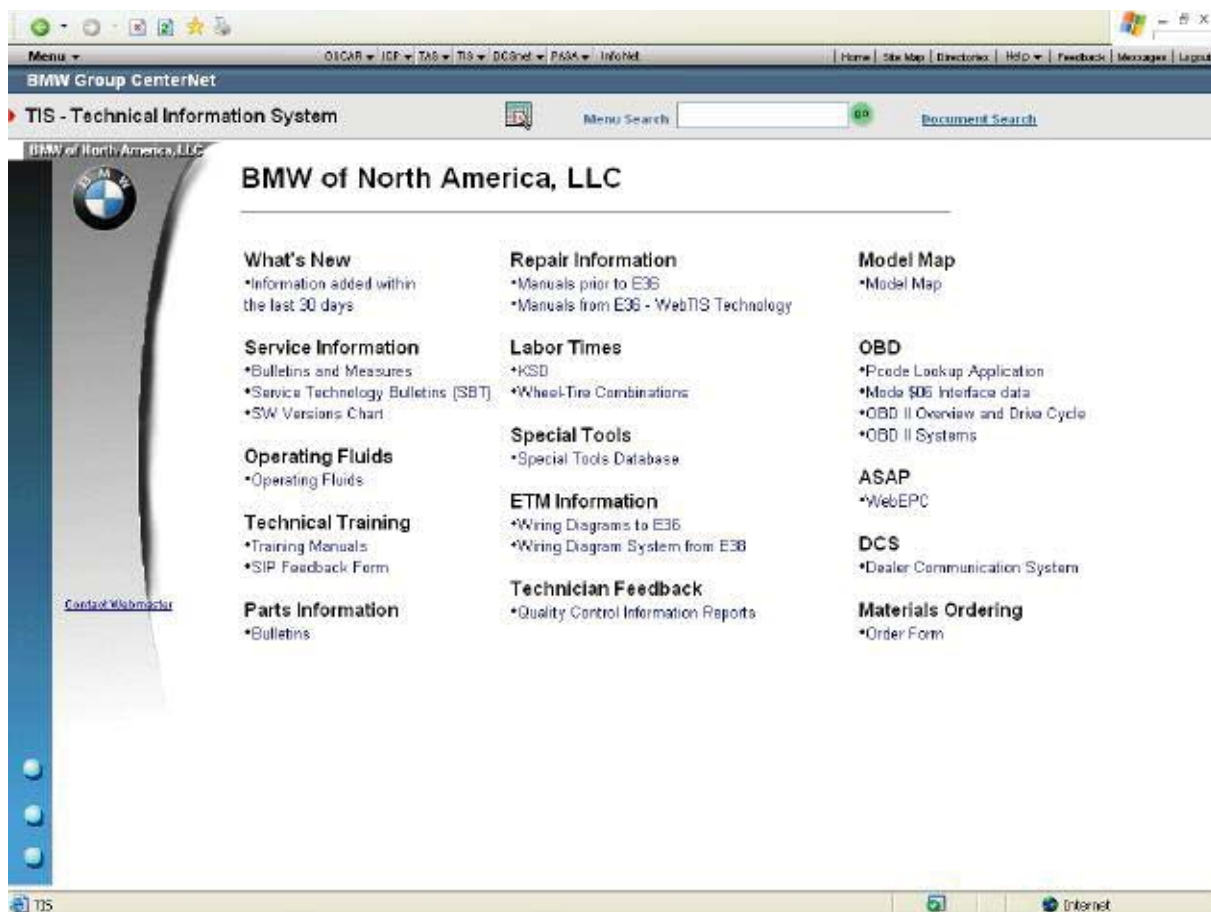 Menu
OSCAR ICP TAS TIS DCSnet PASA InfoNet
Home | Site Map | Directories | Help | Feedback | Messages | Logout
BMW Group CenterNet
TIS - Technical Information System
Menu Search
GO
Document Search
BMW of North America, LLC
BMW
BMW of North America, LLC
What's New
•Information added within
the last 30 days
Service Information
•Bulletins and Measures
•Service Technology Bulletins (SBT)
•SW Versions Chart
Operating Fluids
•Operating Fluids
Technical Training
•Training Manuals
•SIP Feedback Form
Parts Information
•Bulletins
Repair Information
•Manuals prior to E36
•Manuals from E36 - WebTIS Technology
Labor Times
•KSD
•Wheel-Tire Combinations
Special Tools
•Special Tools Database
ETM Information
•Wiring Diagrams to E36
•Wiring Diagram System from E38
Technician Feedback
•Quality Control Information Reports
Model Map
•Model Map
OBD
•Pcode Lookup Application
•Mode $06 Interface data
•OBD II Overview and Drive Cycle
•OBD II Systems
ASAP
•WebEPC
DCS
•Dealer Communication System
Materials Ordering
•Order Form
Contact Webmaster
TIS
Internet